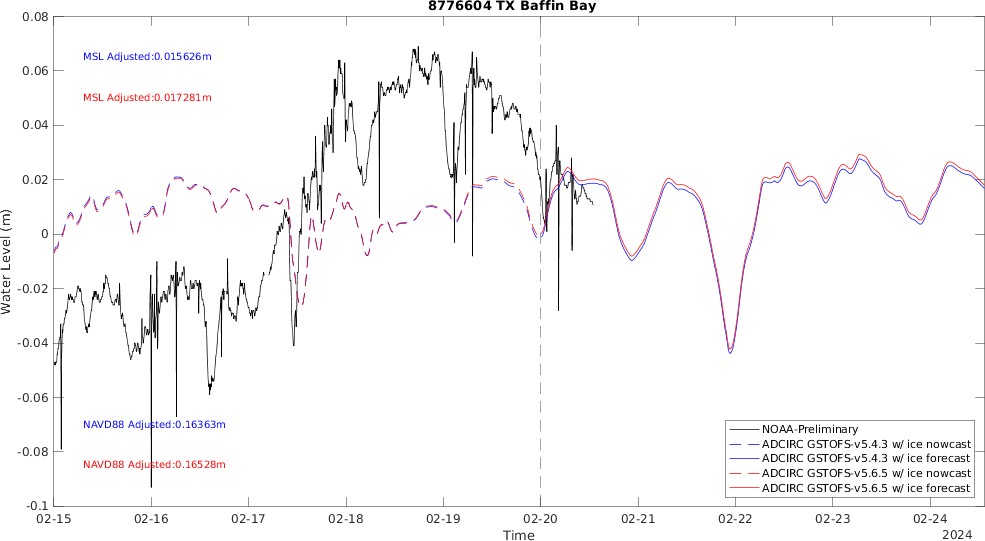 8776604 TX Baffin Bay
0.08
0.06
0.04
0.02
0
-0.02
-0.04
-0.06
-0.08
-0.1
Water Level (m)
MSL Adjusted:0.015626m
MSL Adjusted:0.017281m
NAVD88 Adjusted:0.16363m
NAVD88 Adjusted:0.16528m
NOAA-Preliminary
ADCIRC GSTOFS-v5.4.3 w/ ice nowcast
ADCIRC GSTOFS-v5.4.3 w/ ice forecast
ADCIRC GSTOFS-v5.6.5 w/ ice nowcast
ADCIRC GSTOFS-v5.6.5 w/ ice forecast
02-15 02-16 02-17 02-18 02-19 02-20 02-21 02-22 02-23 02-24
Time
2024